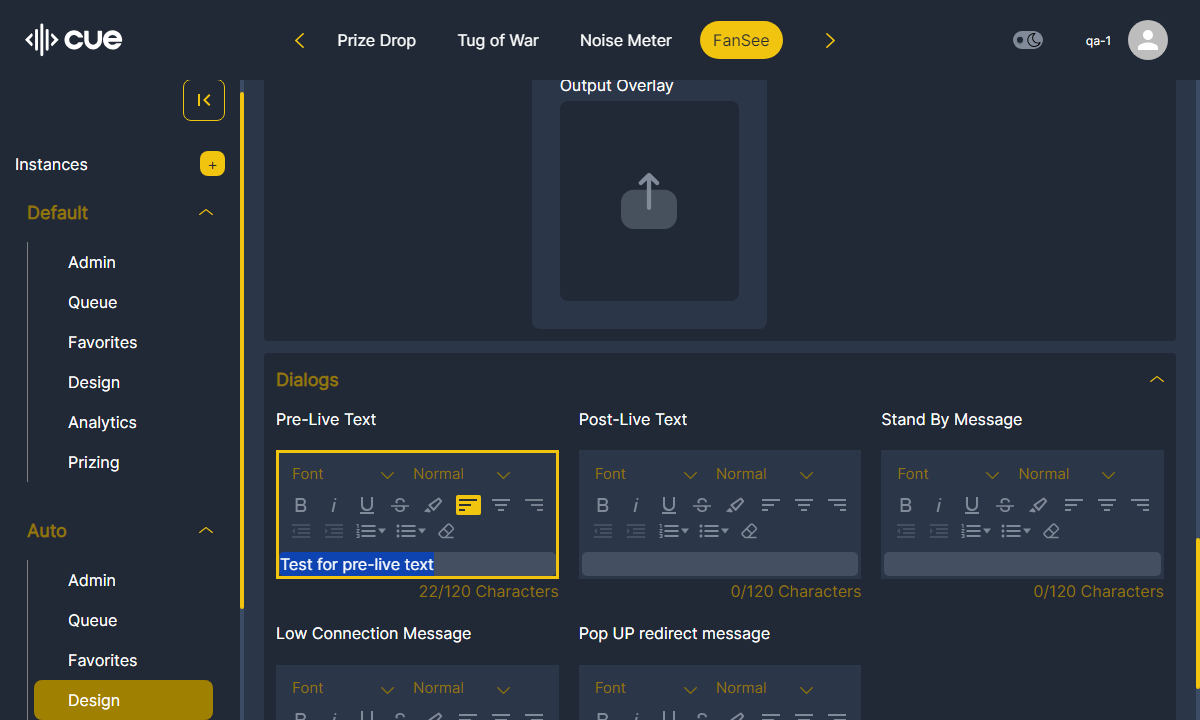 cue
Prize Drop Tug of War Noise Meter FanSee
qa-1
Instances
+
Default
Admin
Queue
Favorites
Design
Analytics
Prizing
Auto
Admin
Queue
Favorites
Design
Output Overlay
Dialogs
Pre-Live Text Post-Live Text Stand By Message
Font Normal Font Normal Font Normal
Test for pre-live text
22/120 Characters 0/120 Characters 0/120 Characters
Low Connection Message Pop UP redirect message
Font Normal Font Normal